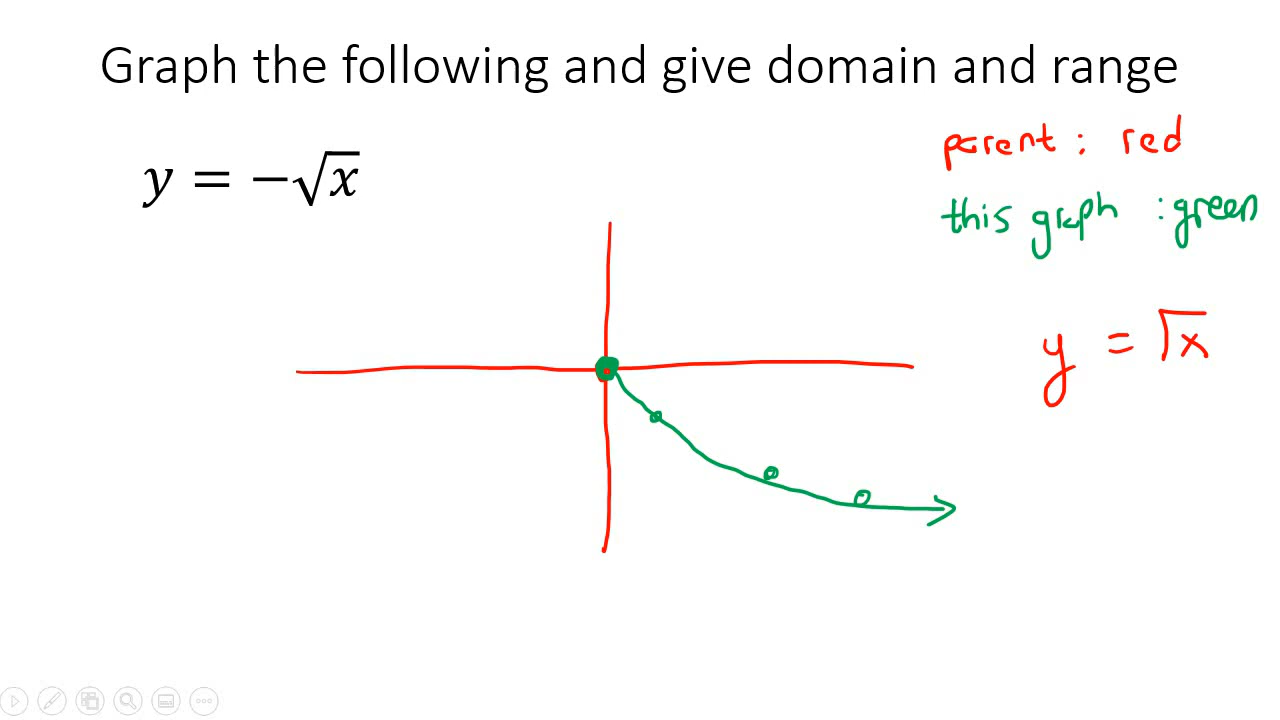 Graph the following and give domain and range
y = −√x
parent : red
this graph : green
y = √x